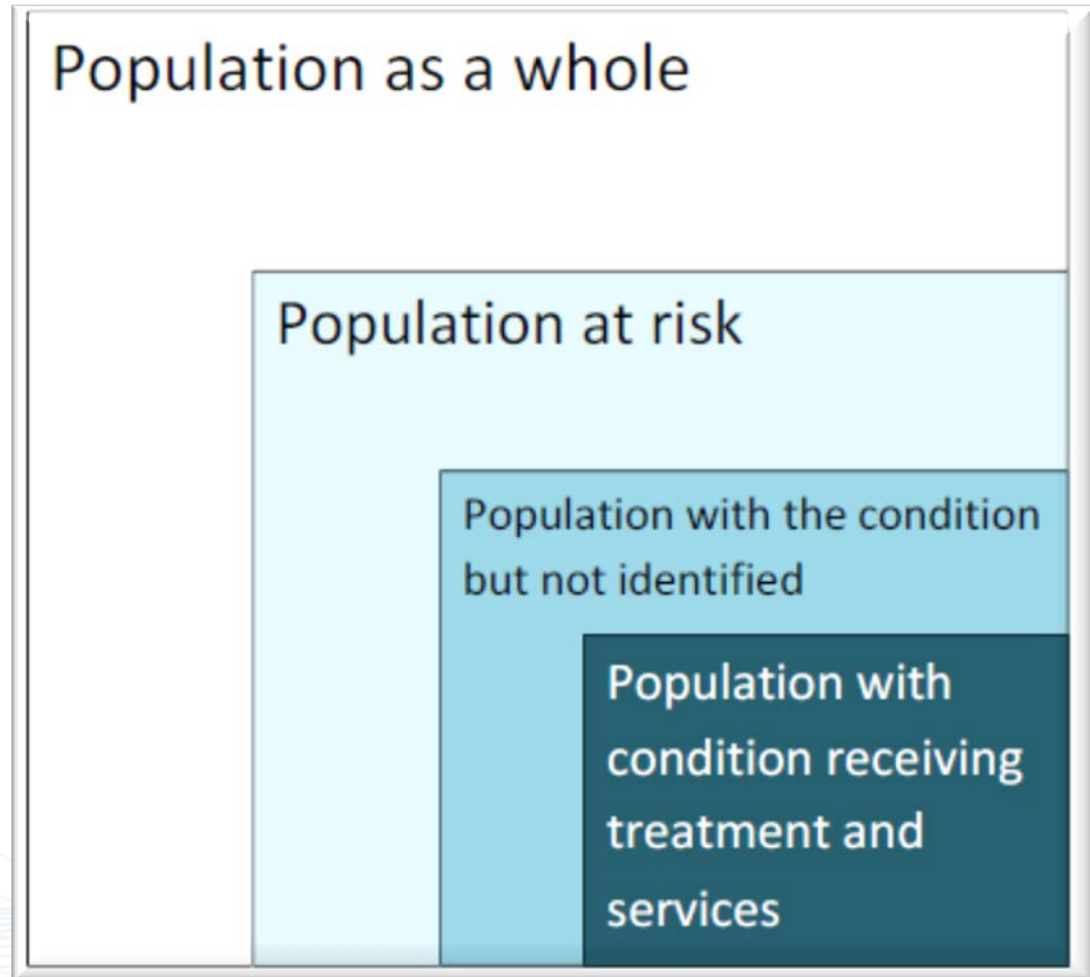 Population as a whole
Population at risk
Population with the condition
but not identified
Population with
condition receiving
treatment and
services